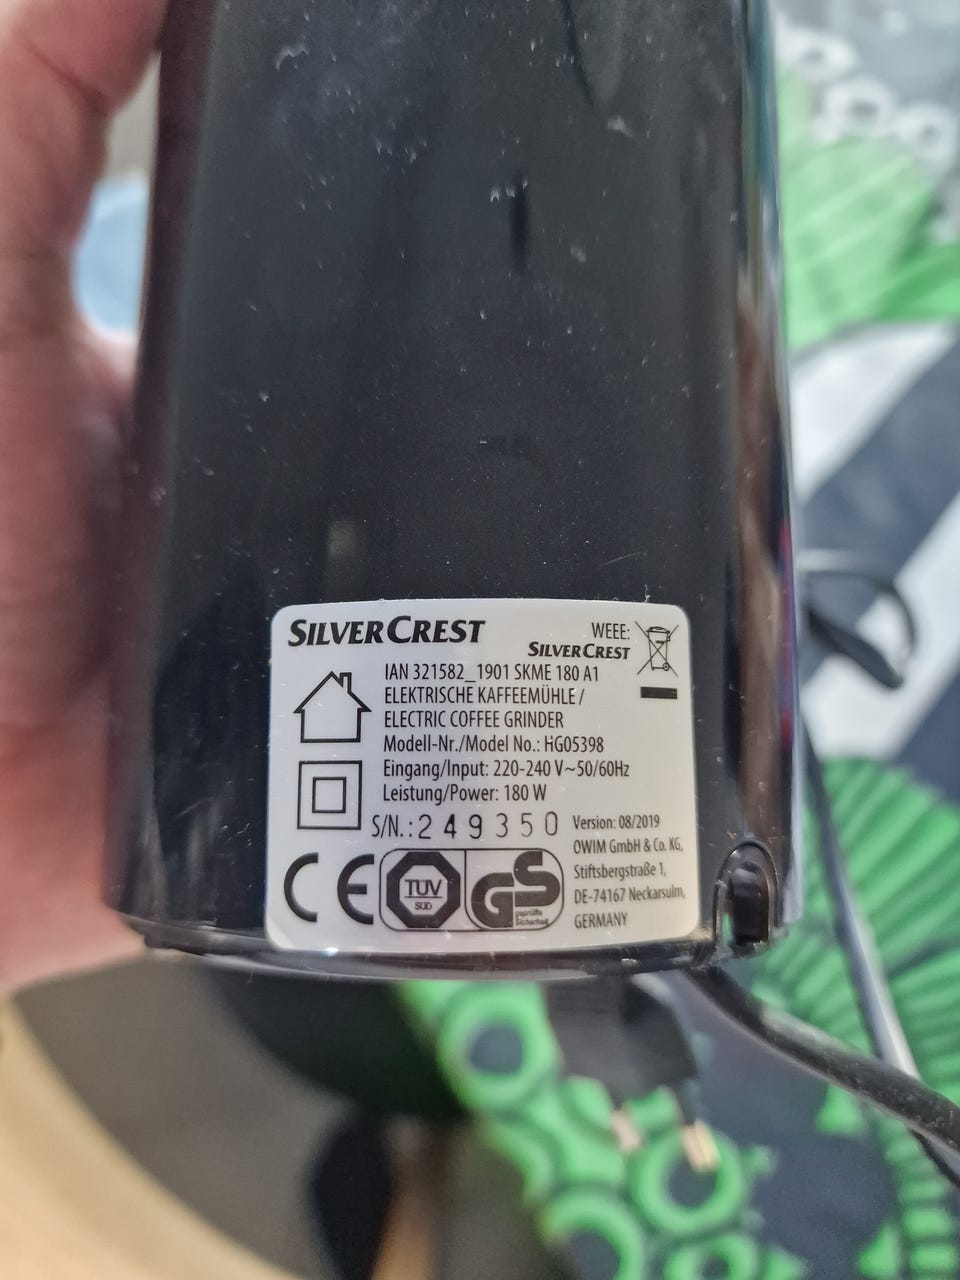 SILVERCREST
WEEE:
SILVERCREST
IAN 321582_1901 SKME 180 A1
ELEKTRISCHE KAFFEEMÜHLE /
ELECTRIC COFFEE GRINDER
Modell-Nr./Model No.: HG05398
Eingang/Input: 220-240 V~50/60Hz
Leistung/Power: 180 W
S/N.: 249350
Version: 08/2019
OWIM GmbH & Co. KG,
Stiftsbergstraße 1,
DE-74167 Neckarsulm,
GERMANY
CE
TÜV
SÜD
GS
geprüfte
Sicherheit